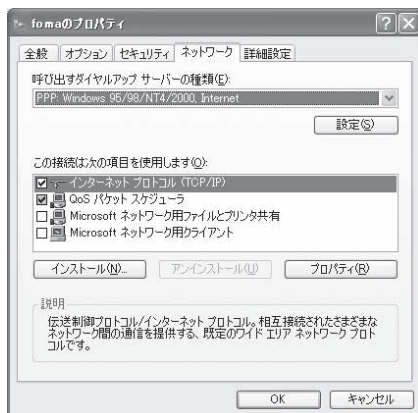 fomaのプロパティ
全般 オプション セキュリティ ネットワーク 詳細設定
呼び出すダイヤルアップ サーバーの種類(E):
PPP: Windows 95/98/NT4/2000, Internet
設定(S)
この接続は次の項目を使用します(O):
インターネット プロトコル (TCP/IP)
QoS パケット スケジューラ
Microsoft ネットワーク用ファイルとプリンタ共有
Microsoft ネットワーク用クライアント
インストール(N)... アンインストール(U) プロパティ(R)
説明
伝送制御プロトコル/インターネット プロトコル。相互接続されたさまざまな
ネットワーク間の通信を提供する、既定のワイド エリア ネットワーク プロト
コルです。
OK キャンセル